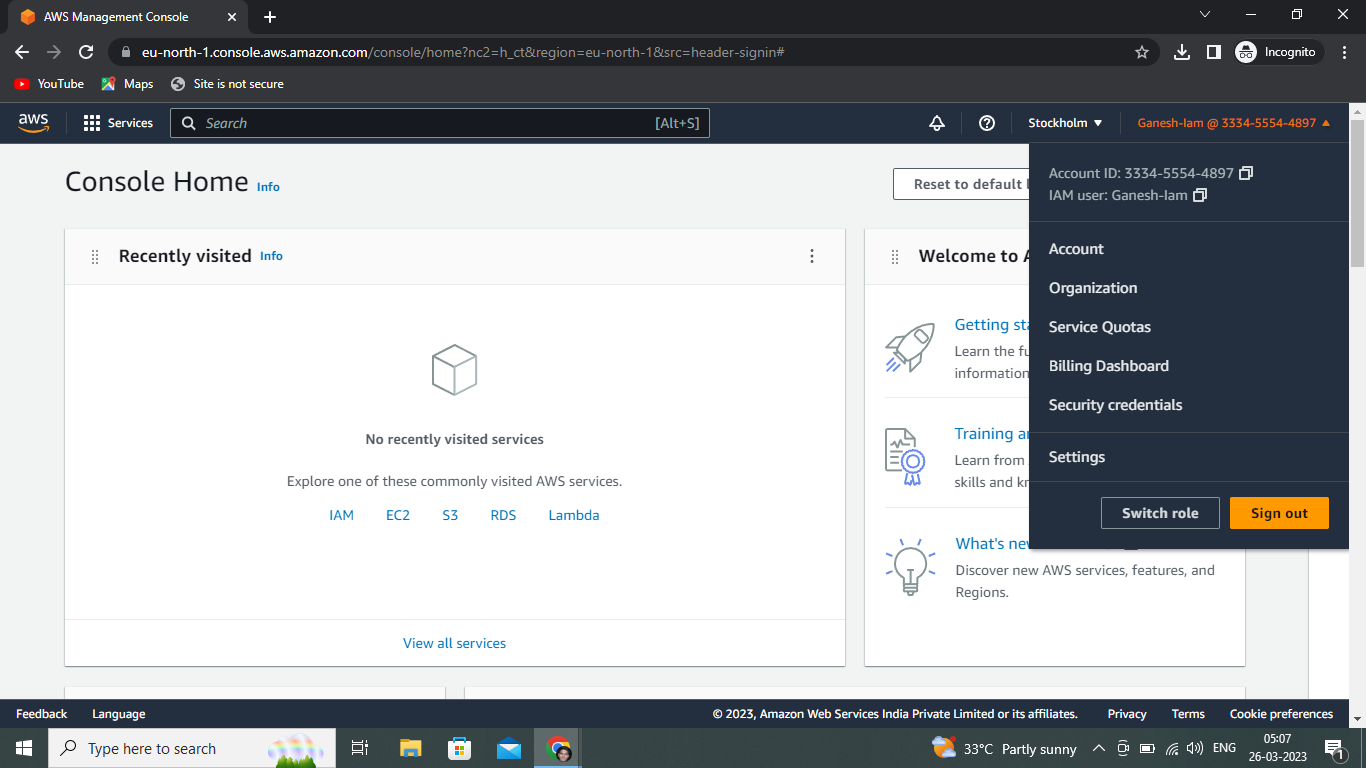 AWS Management Console
eu-north-1.console.aws.amazon.com/console/home?nc2=h_ct&region=eu-north-1&src=header-signin#
Incognito
YouTube
Maps
Site is not secure
aws
Services
Search
[Alt+S]
Stockholm
Ganesh-Iam @ 3334-5554-4897
Console Home Info
Reset to default
Account ID: 3334-5554-4897
IAM user: Ganesh-Iam
Account
Organization
Service Quotas
Billing Dashboard
Security credentials
Settings
Switch role
Sign out
Recently visited Info
No recently visited services
Explore one of these commonly visited AWS services.
IAM EC2 S3 RDS Lambda
View all services
Welcome to
Getting
Learn the
information
Training
Learn from
skills and
What's
Discover new AWS services, features, and
Regions.
Feedback
Language
© 2023, Amazon Web Services India Private Limited or its affiliates.
Privacy
Terms
Cookie preferences
Type here to search
33°C Partly sunny
ENG
05:07
26-03-2023
1